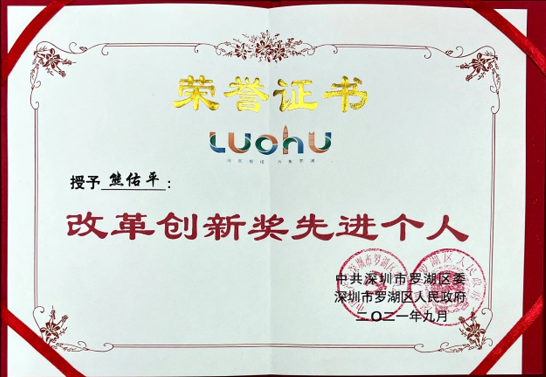 荣誉证书
LUOHU
授予 熊佑平：
改革创新奖先进个人
中共深圳市罗湖区委
深圳市罗湖区人民政府
二〇二一年九月